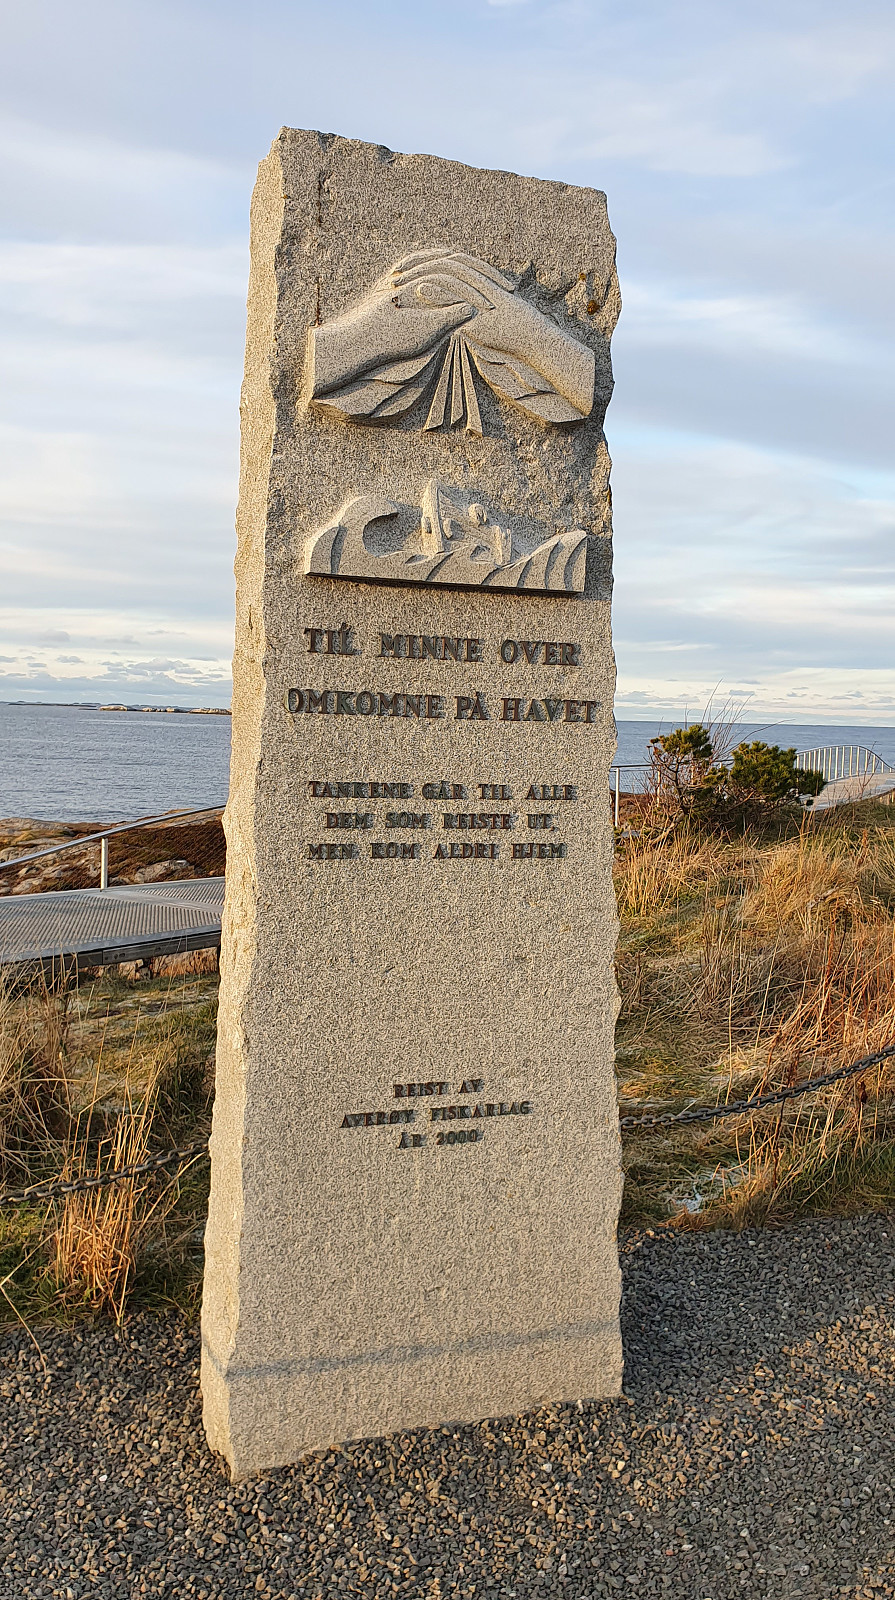 TIL MINNE OVER
OMKOMNE PÅ HAVET
TANKENE GÅR TIL ALLE
DEM SOM REISTE UT,
MEN KOM ALDRI HJEM
REIST AV
AVERØY FISKARLAG
ÅR 2000